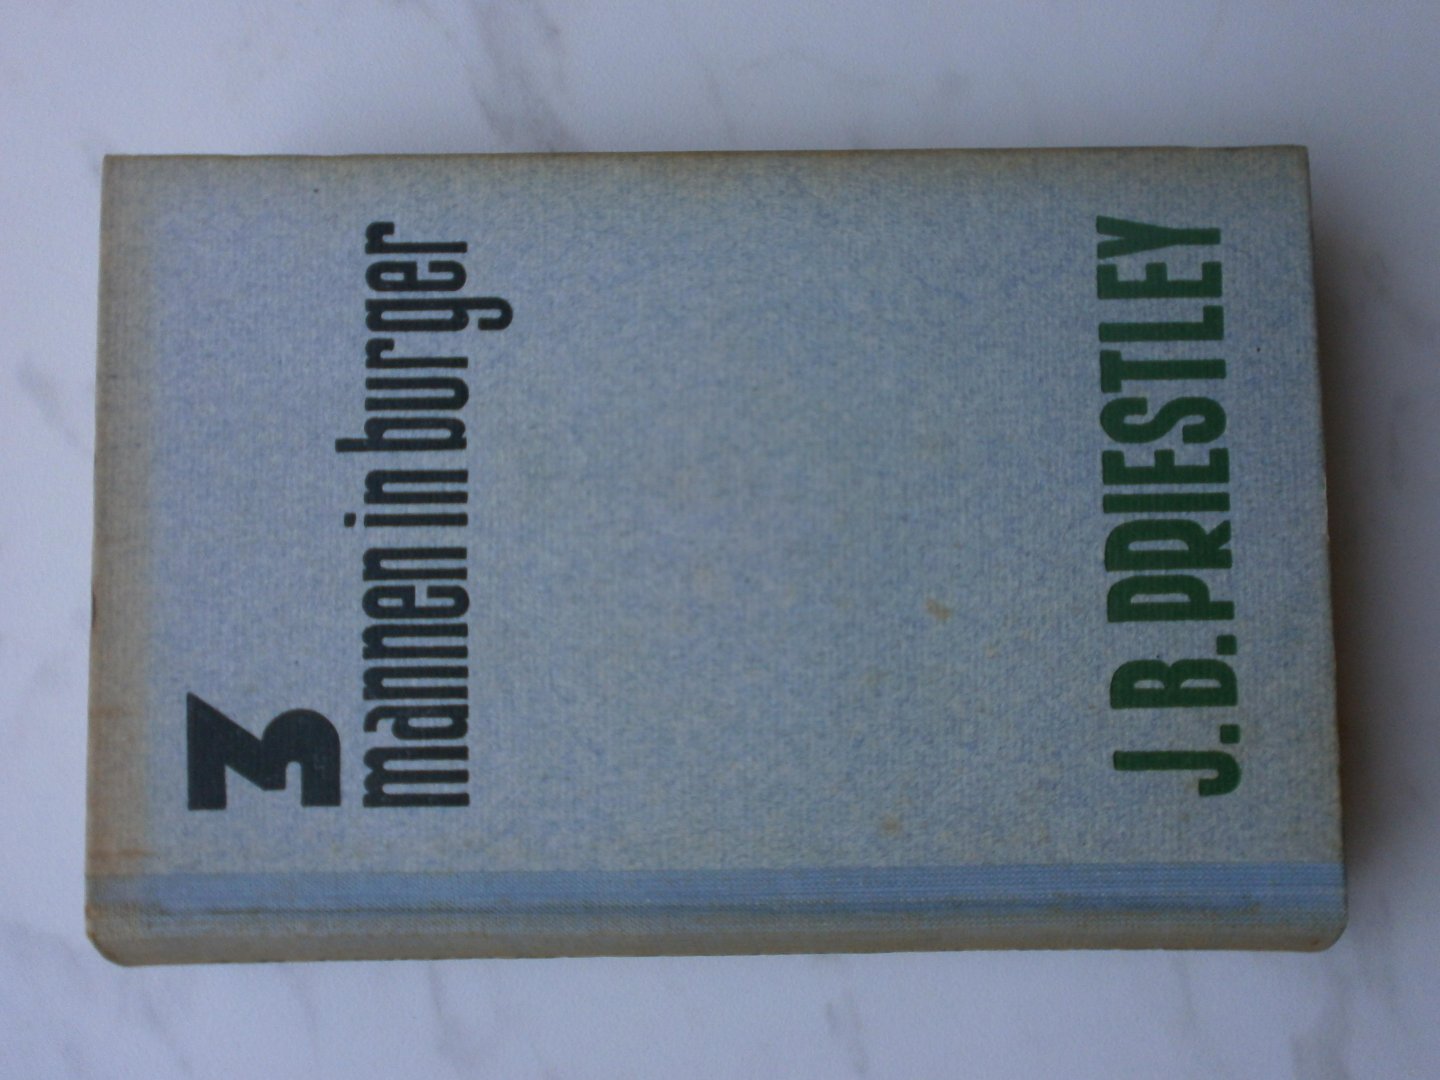 3
mannen in burger
J.B. PRIESTLEY